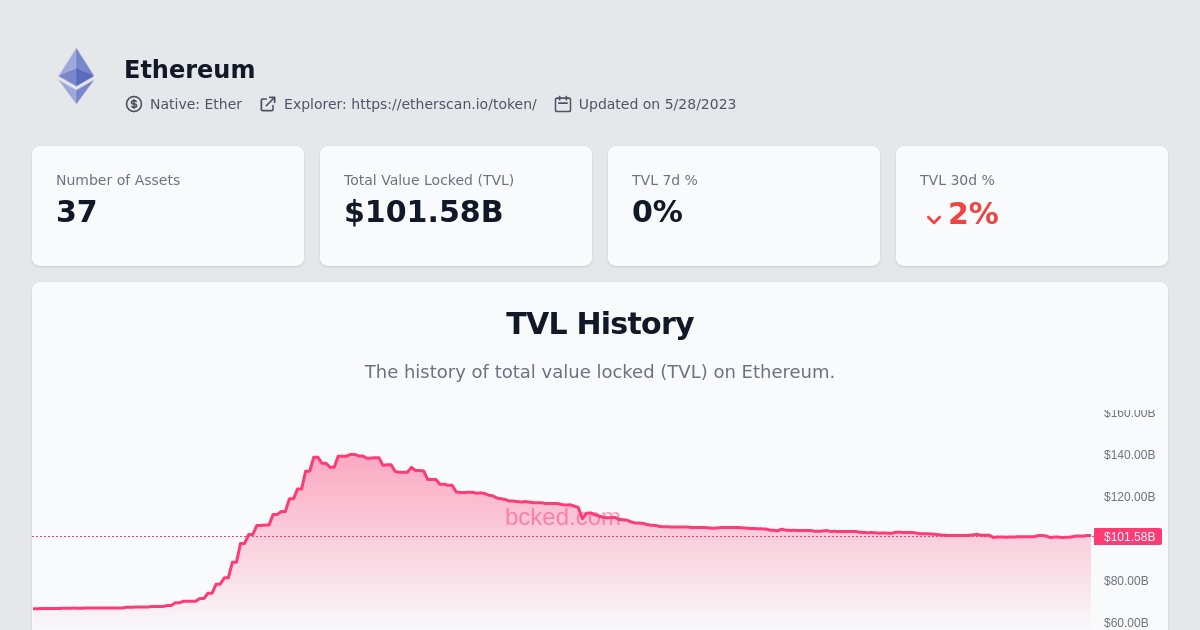 Ethereum
Native: Ether Explorer: https://etherscan.io/token/ Updated on 5/28/2023
Number of Assets
37
Total Value Locked (TVL)
$101.58B
TVL 7d %
0%
TVL 30d %
2%
TVL History
The history of total value locked (TVL) on Ethereum.
$160.00B
$140.00B
$120.00B
bcked.com
$101.58B
$80.00B
$60.00B